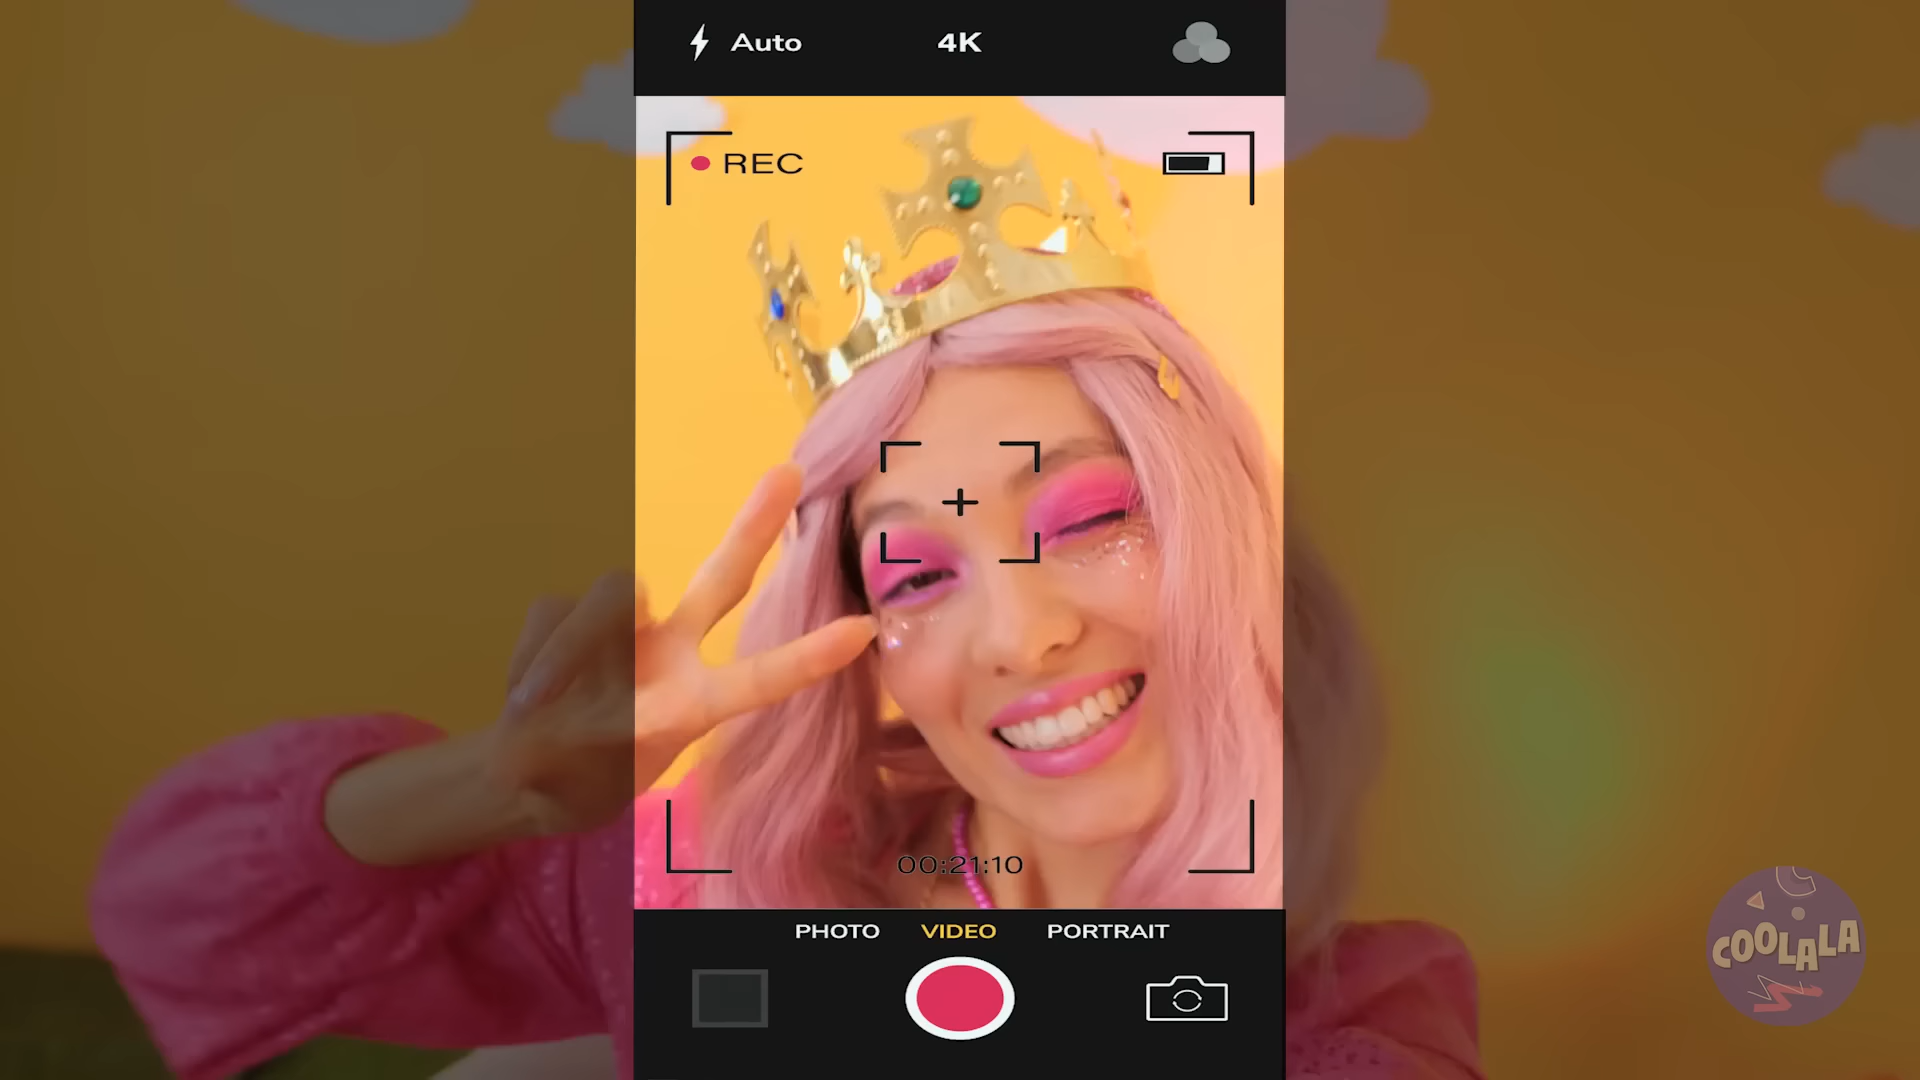 Auto
4K
REC
00:21:10
PHOTO VIDEO PORTRAIT
COOLALA